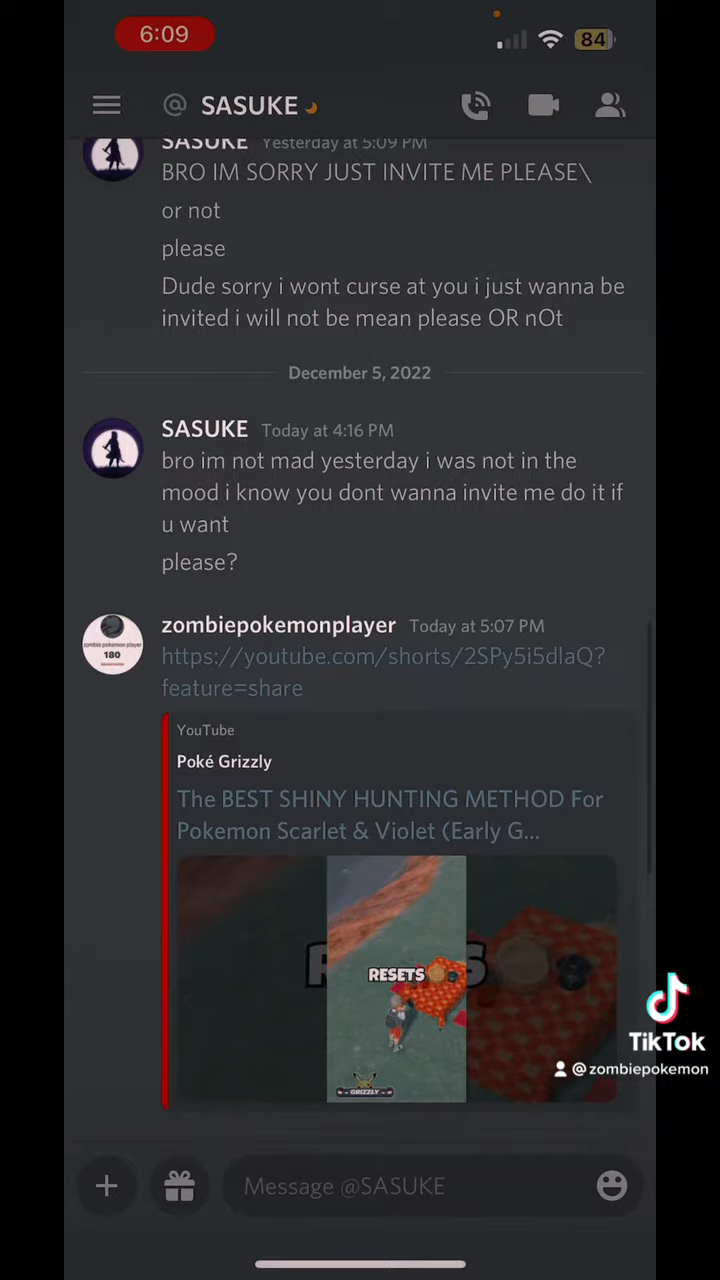 6:09
84
@ SASUKE
SASUKE Yesterday at 5:09 PM
BRO IM SORRY JUST INVITE ME PLEASE\
or not
please
Dude sorry i wont curse at you i just wanna be
invited i will not be mean please OR nOt
December 5, 2022
SASUKE Today at 4:16 PM
bro im not mad yesterday i was not in the
mood i know you dont wanna invite me do it if
u want
please?
zombie pokemon player
180
zombiepokemonplayer Today at 5:07 PM
https://youtube.com/shorts/2SPy5i5dlaQ?
feature=share
YouTube
Poké Grizzly
The BEST SHINY HUNTING METHOD For
Pokemon Scarlet & Violet (Early G...
RESETS
GRIZZLY
TikTok
@zombiepokemon
Message @SASUKE